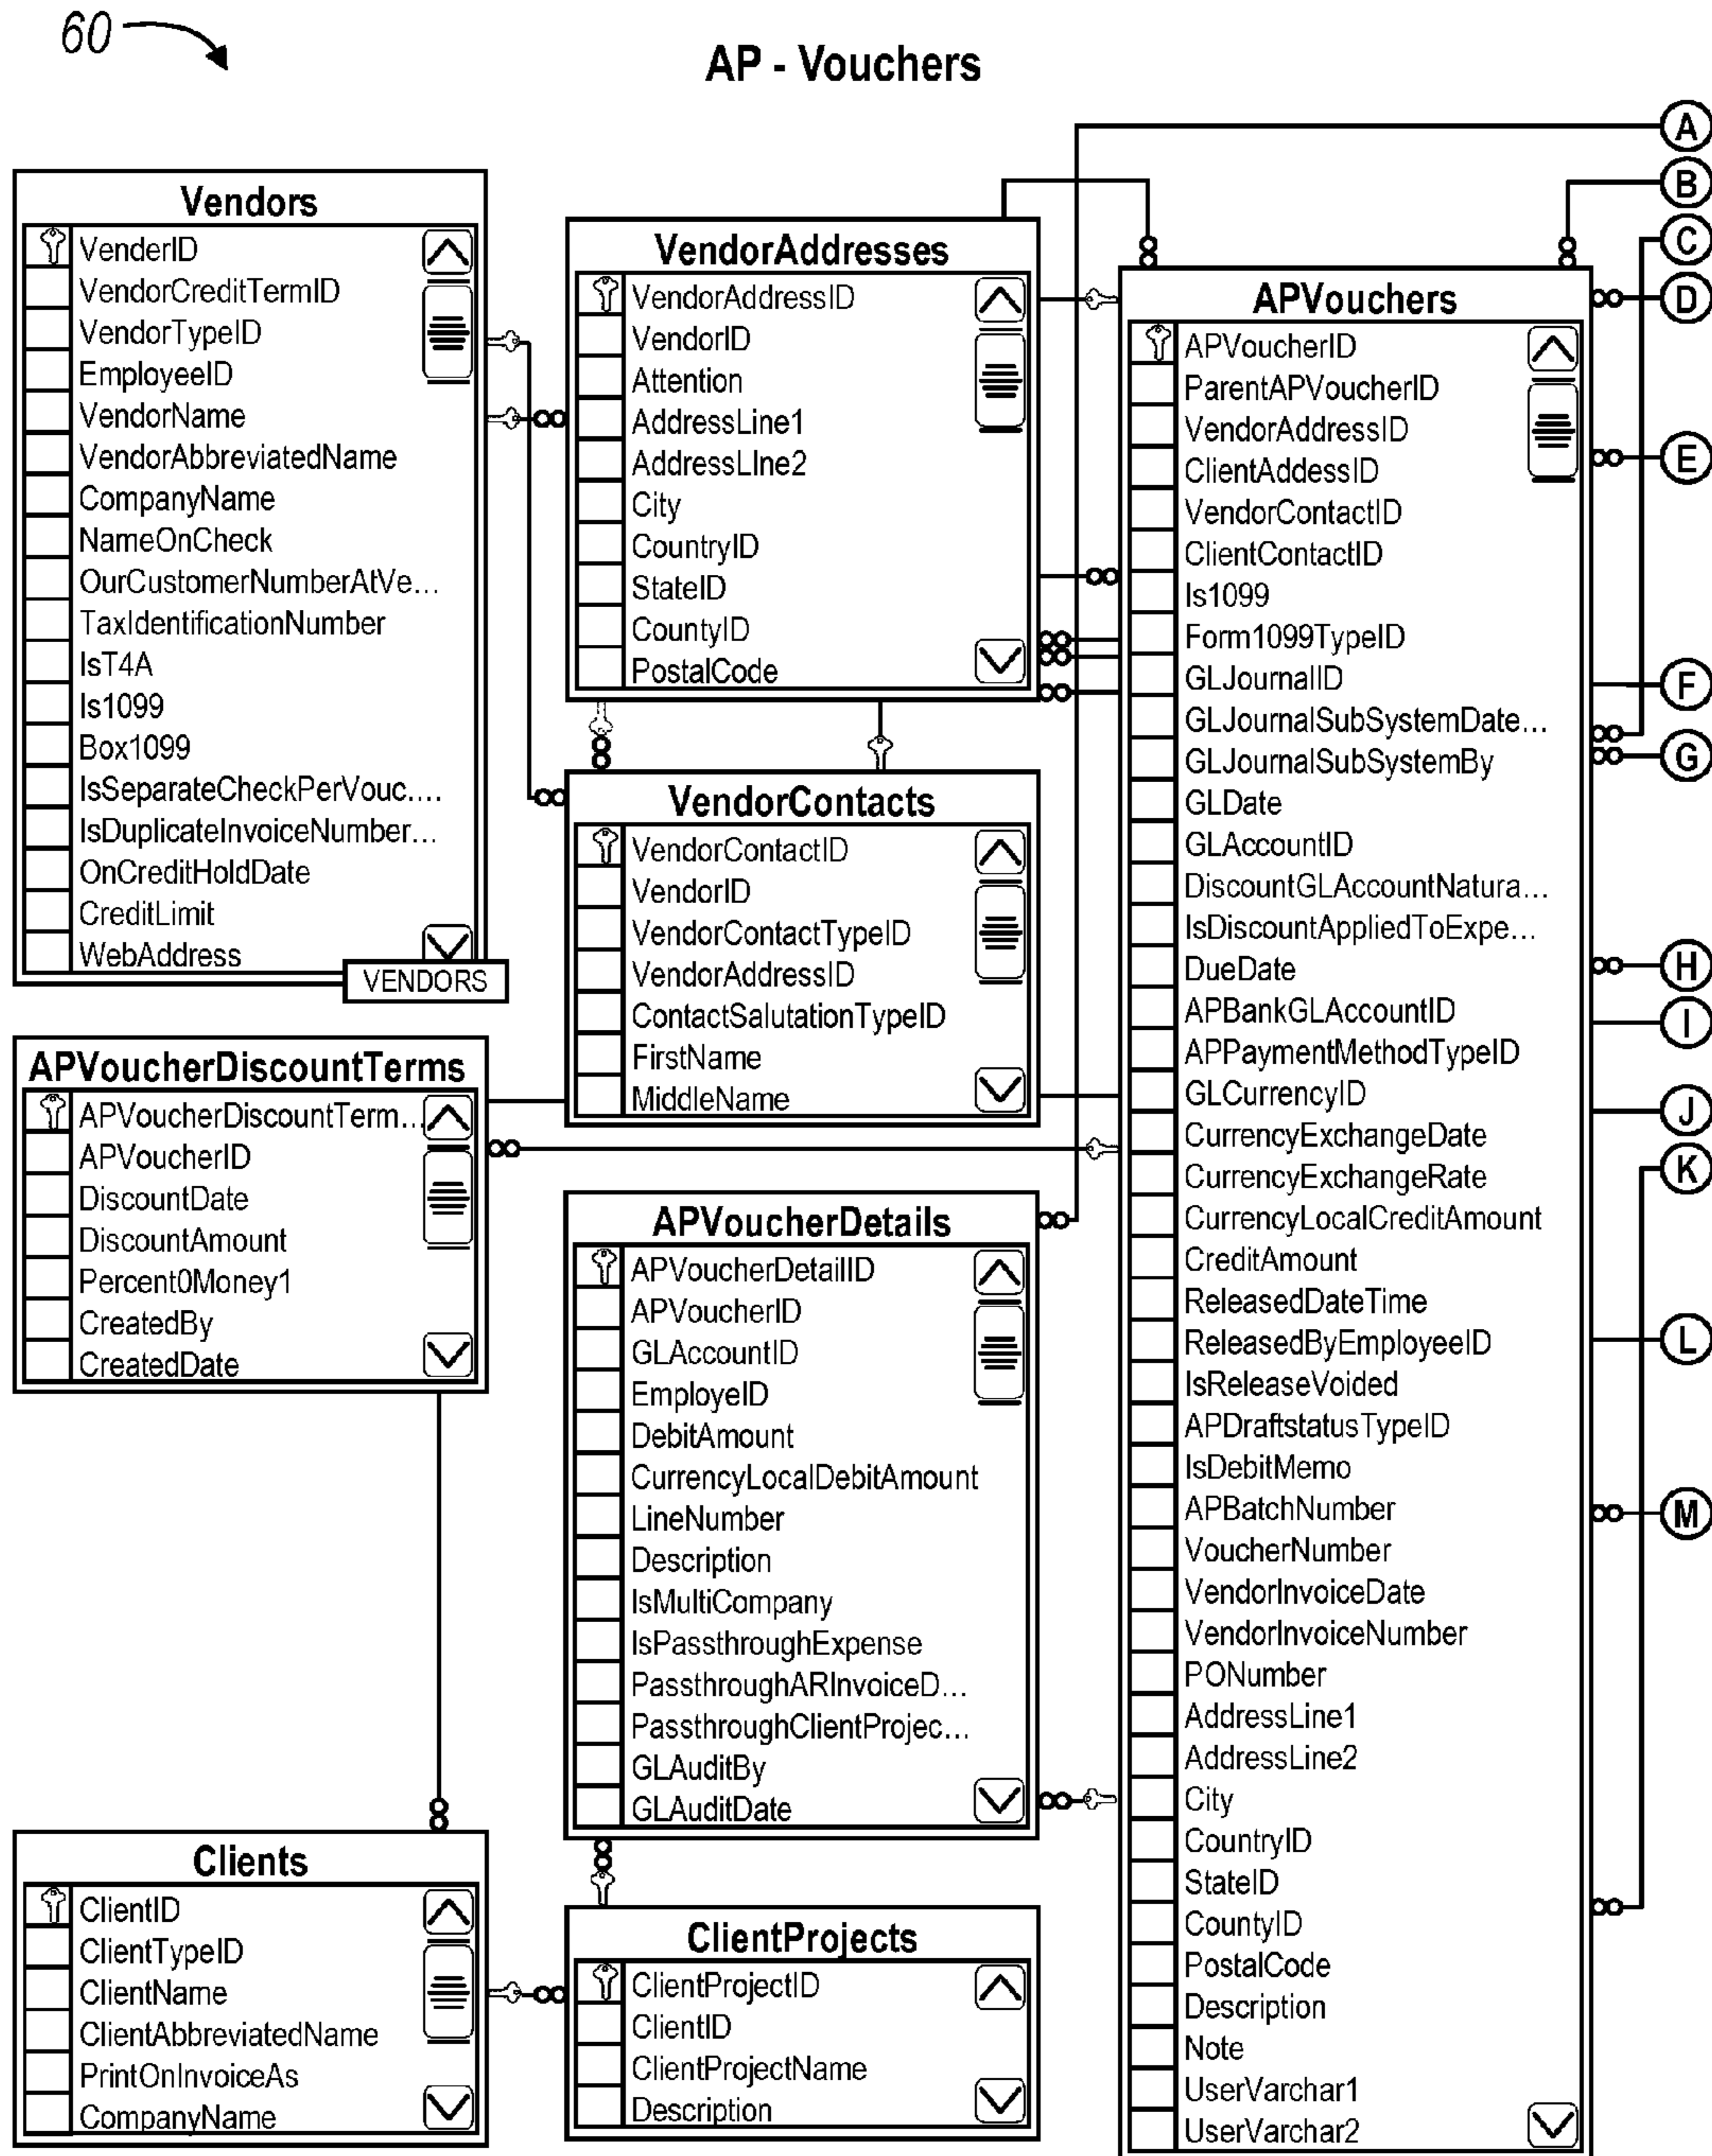 60
AP - Vouchers
A
B
C
D
E
F
G
H
I
J
K
L
M
Vendors
VenderID
VendorCreditTermID
VendorTypeID
EmployeeID
VendorName
VendorAbbreviatedName
CompanyName
NameOnCheck
OurCustomerNumberAtVe...
TaxIdentificationNumber
IsT4A
Is1099
Box1099
IsSeparateCheckPerVouc....
IsDuplicateInvoiceNumber...
OnCreditHoldDate
CreditLimit
WebAddress
VENDORS
VendorAddresses
VendorAddressID
VendorID
Attention
AddressLine1
AddressLIne2
City
CountryID
StateID
CountyID
PostalCode
VendorContacts
VendorContactID
VendorID
VendorContactTypeID
VendorAddressID
ContactSalutationTypeID
FirstName
MiddleName
APVoucherDiscountTerms
APVoucherDiscountTerm...
APVoucherID
DiscountDate
DiscountAmount
Percent0Money1
CreatedBy
CreatedDate
APVoucherDetails
APVoucherDetailID
APVoucherID
GLAccountID
EmployeID
DebitAmount
CurrencyLocalDebitAmount
LineNumber
Description
IsMultiCompany
IsPassthroughExpense
PassthroughARInvoiceD...
PassthroughClientProjec...
GLAuditBy
GLAuditDate
Clients
ClientID
ClientTypeID
ClientName
ClientAbbreviatedName
PrintOnInvoiceAs
CompanyName
ClientProjects
ClientProjectID
ClientID
ClientProjectName
Description
APVouchers
APVoucherID
ParentAPVoucherID
VendorAddressID
ClientAddessID
VendorContactID
ClientContactID
Is1099
Form1099TypeID
GLJournalID
GLJournalSubSystemDate...
GLJournalSubSystemBy
GLDate
GLAccountID
DiscountGLAccountNatura...
IsDiscountAppliedToExpe...
DueDate
APBankGLAccountID
APPaymentMethodTypeID
GLCurrencyID
CurrencyExchangeDate
CurrencyExchangeRate
CurrencyLocalCreditAmount
CreditAmount
ReleasedDateTime
ReleasedByEmployeeID
IsReleaseVoided
APDraftstatusTypeID
IsDebitMemo
APBatchNumber
VoucherNumber
VendorInvoiceDate
VendorInvoiceNumber
PONumber
AddressLine1
AddressLine2
City
CountryID
StateID
CountyID
PostalCode
Description
Note
UserVarchar1
UserVarchar2